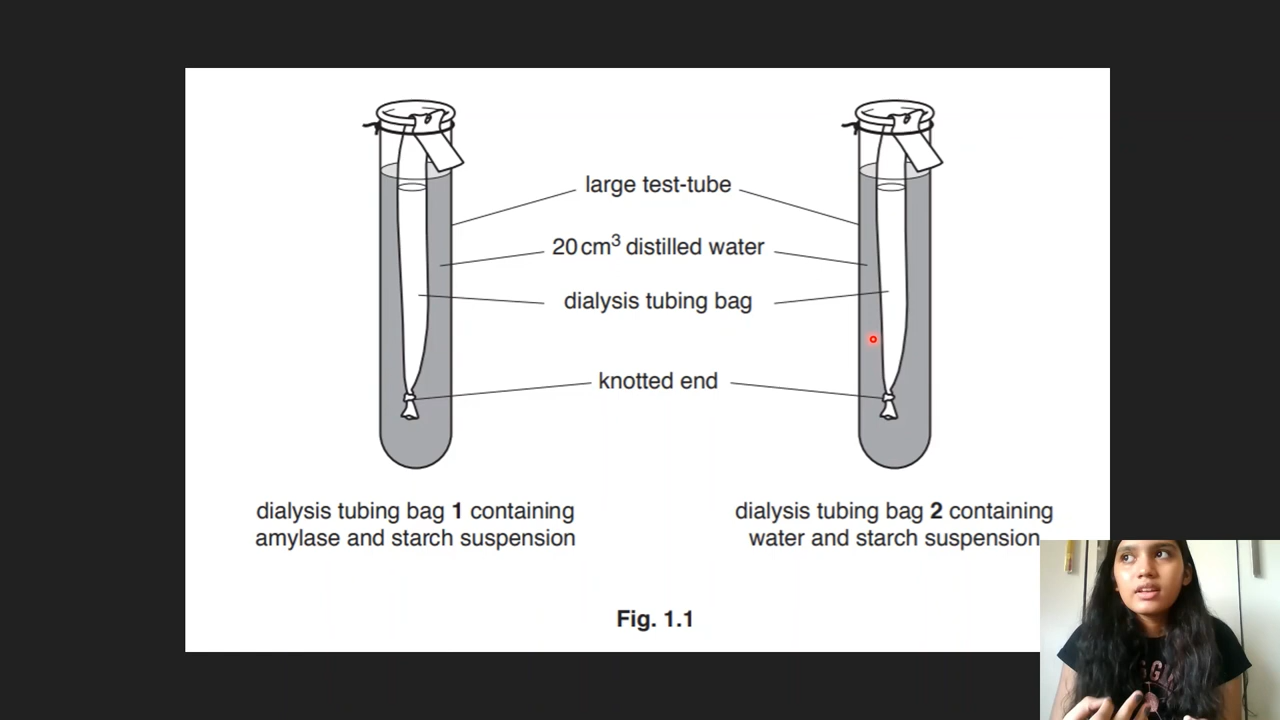 large test-tube
20 cm³ distilled water
dialysis tubing bag
knotted end
dialysis tubing bag 1 containing
amylase and starch suspension
dialysis tubing bag 2 containing
water and starch suspension
Fig. 1.1